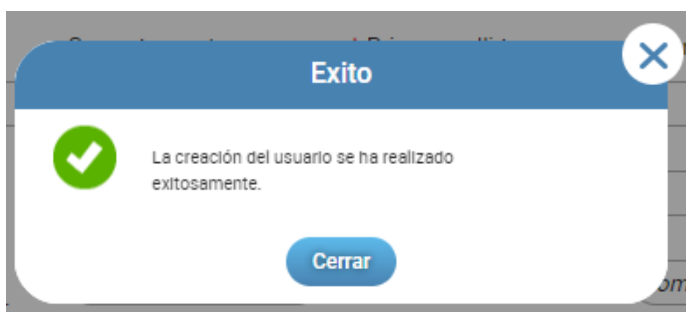 Exito
La creación del usuario se ha realizado
exitosamente.
Cerrar